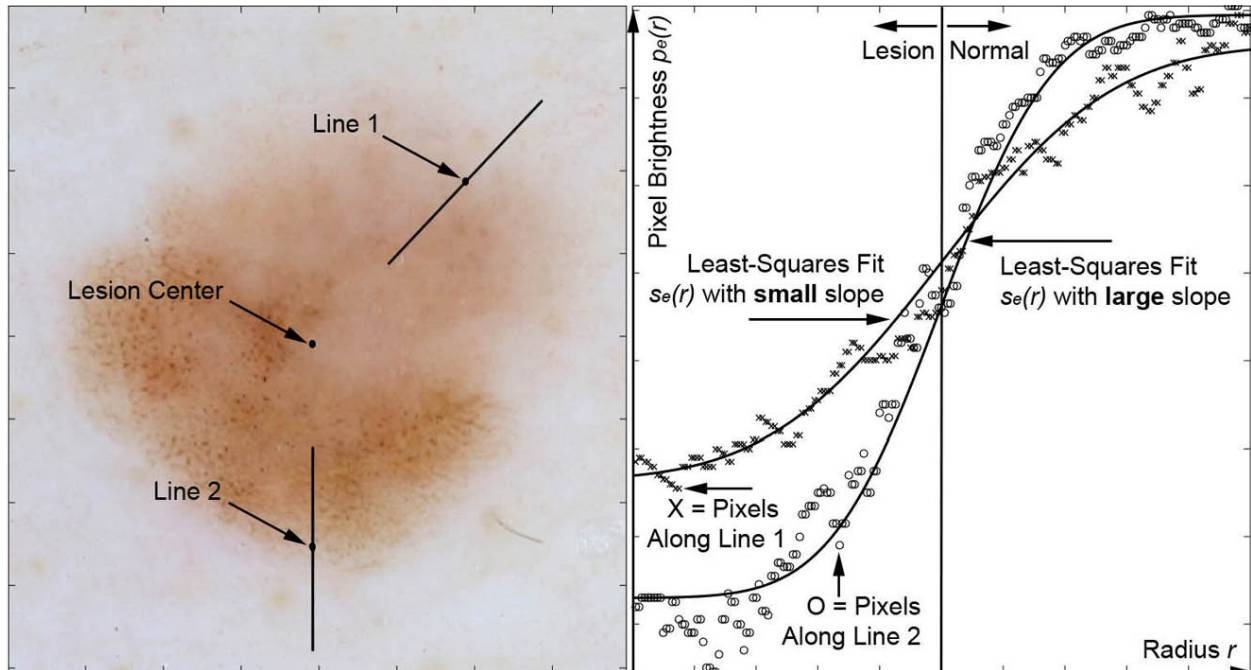 Line 1
Lesion Center
Line 2
Pixel Brightness pe(r)
Lesion
Normal
Least-Squares Fit
se(r) with small slope
Least-Squares Fit
se(r) with large slope
X = Pixels
Along Line 1
O = Pixels
Along Line 2
Radius r